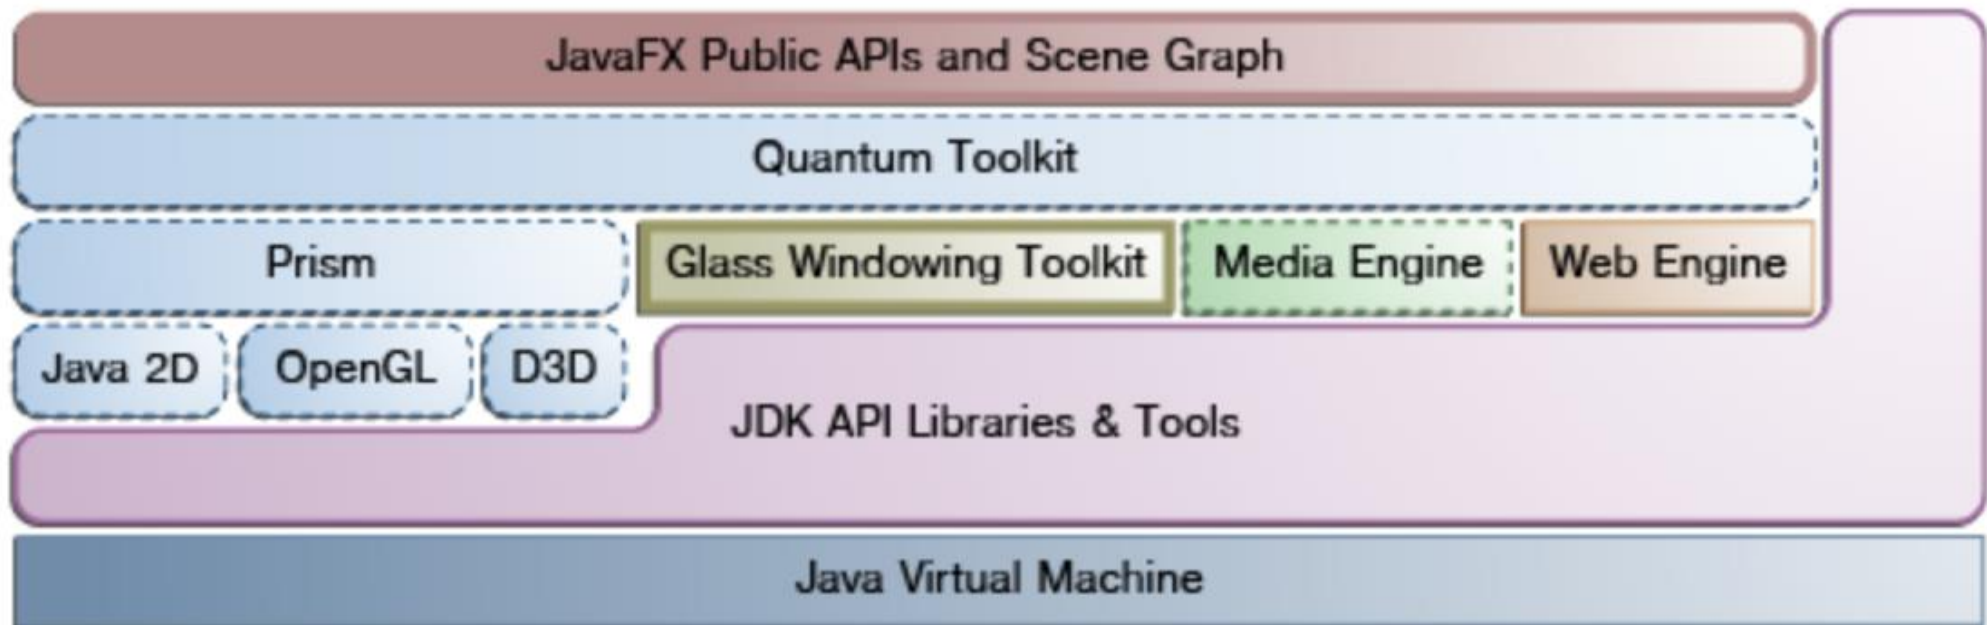 JavaFX Public APIs and Scene Graph
Quantum Toolkit
Prism
Glass Windowing Toolkit
Media Engine
Web Engine
Java 2D
OpenGL
D3D
JDK API Libraries & Tools
Java Virtual Machine